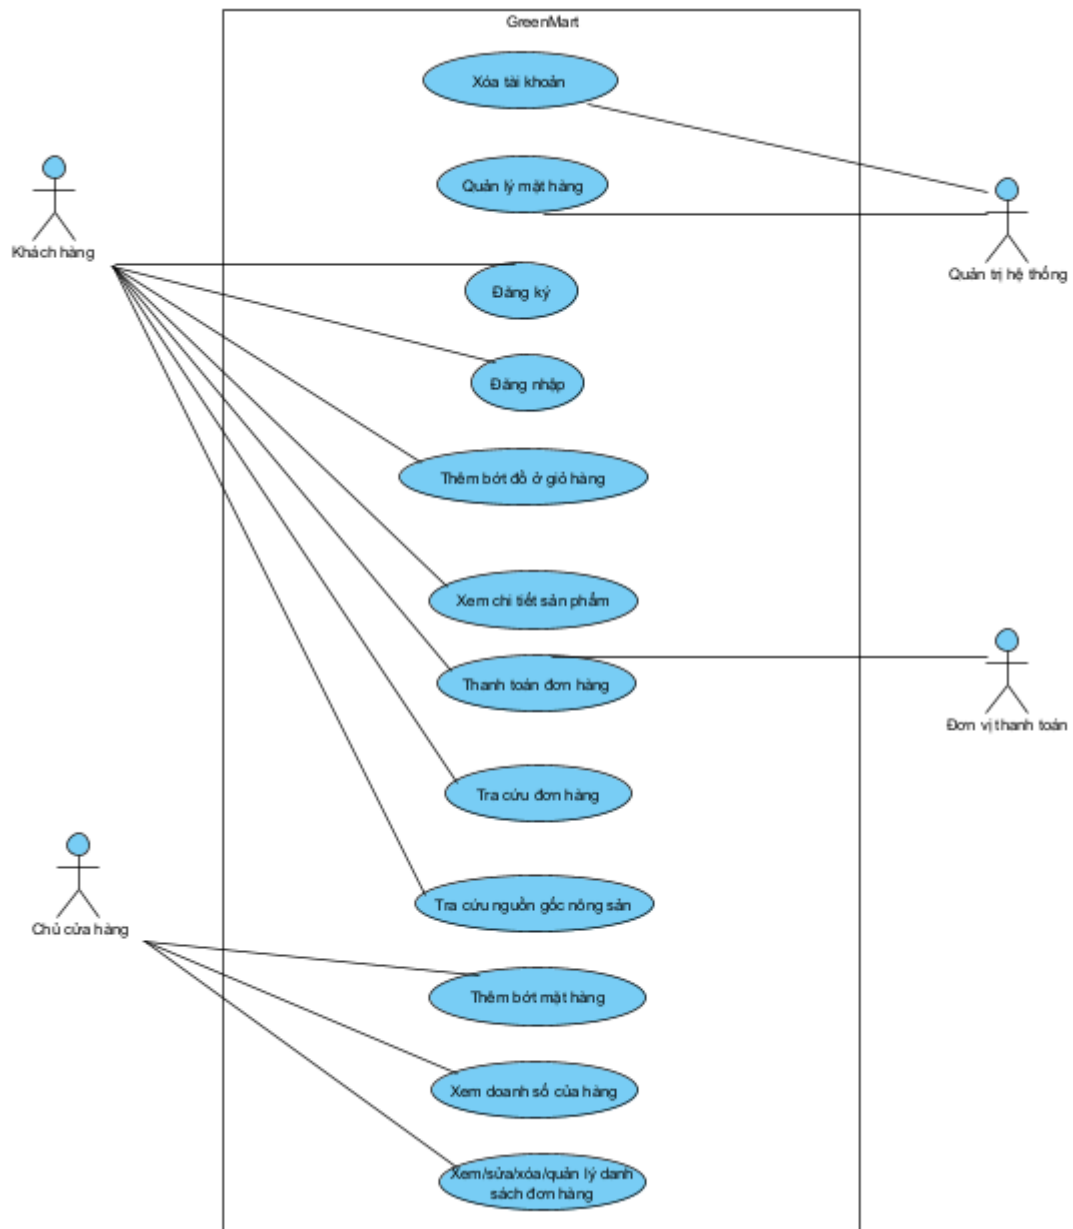 GreenMart
Xóa tài khoản
Quản lý mặt hàng
Khách hàng
Quản trị hệ thống
Đăng ký
Đăng nhập
Thêm bớt đồ ở giỏ hàng
Xem chi tiết sản phẩm
Thanh toán đơn hàng
Đơn vị thanh toán
Tra cứu đơn hàng
Tra cứu nguồn gốc nông sản
Chủ cửa hàng
Thêm bớt mặt hàng
Xem doanh số của hàng
Xem/sửa/xóa/quản lý danh
sách đơn hàng